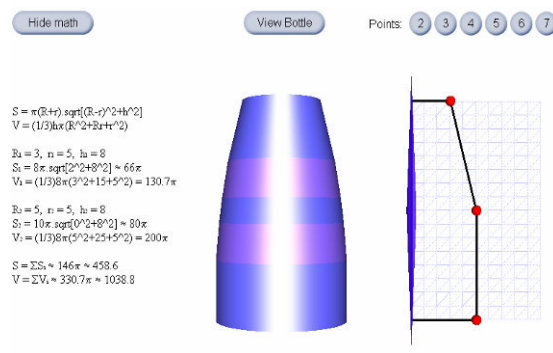 Hide math
View Bottle
Points: 2 3 4 5 6 7
S = π(R+r).sqrt[(R-r)^2+h^2]
V = (1/3)hπ(R^2+Rr+r^2)
R₁ = 3, r₁ = 5, h₁ = 8
S₁ = 8π.sqrt[2^2+8^2] ≈ 66π
V₁ = (1/3)8π(3^2+15+5^2) = 130.7π
R₂ = 5, r₂ = 5, h₂ = 8
S₂ = 10π.sqrt[0^2+8^2] ≈ 80π
V₂ = (1/3)8π(5^2+25+5^2) = 200π
S = ΣSₖ ≈ 146π ≈ 458.6
V = ΣVₖ ≈ 330.7π ≈ 1038.8